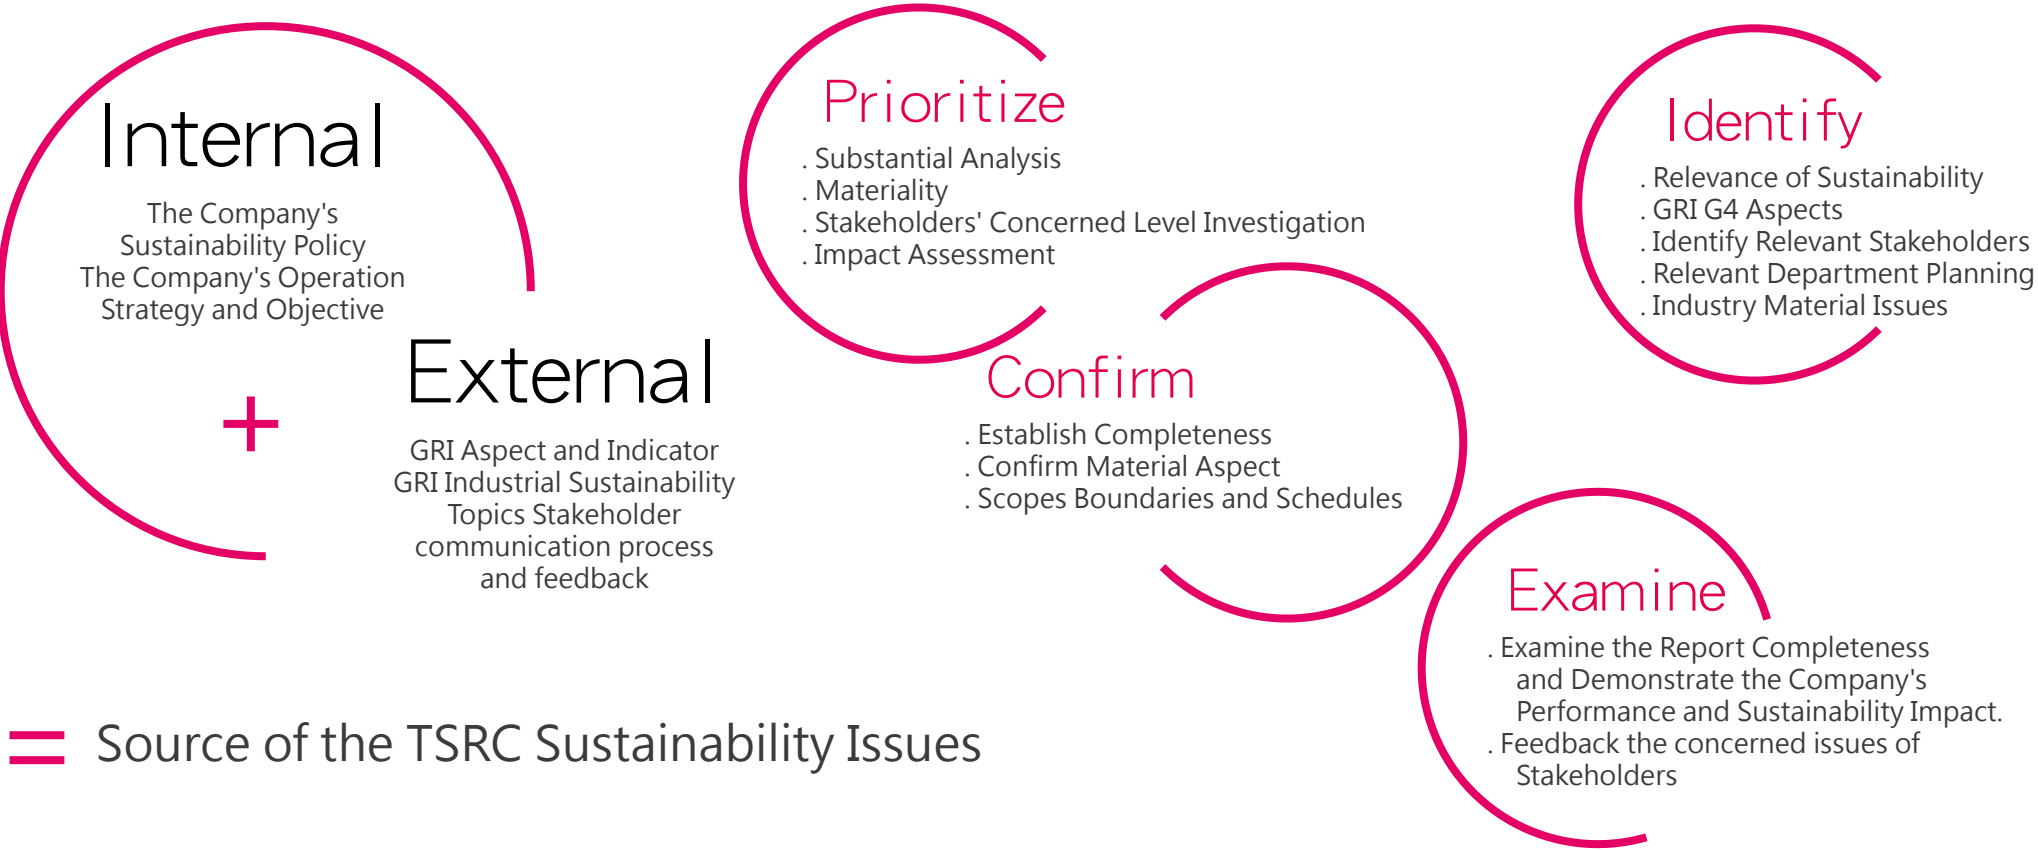 Internal
The Company's
Sustainability Policy
The Company's Operation
Strategy and Objective
+
External
GRI Aspect and Indicator
GRI Industrial Sustainability
Topics Stakeholder
communication process
and feedback
= Source of the TSRC Sustainability Issues
Prioritize
. Substantial Analysis
. Materiality
. Stakeholders' Concerned Level Investigation
. Impact Assessment
Confirm
. Establish Completeness
. Confirm Material Aspect
. Scopes Boundaries and Schedules
Identify
. Relevance of Sustainability
. GRI G4 Aspects
. Identify Relevant Stakeholders
. Relevant Department Planning
. Industry Material Issues
Examine
. Examine the Report Completeness
and Demonstrate the Company's
Performance and Sustainability Impact.
. Feedback the concerned issues of
Stakeholders